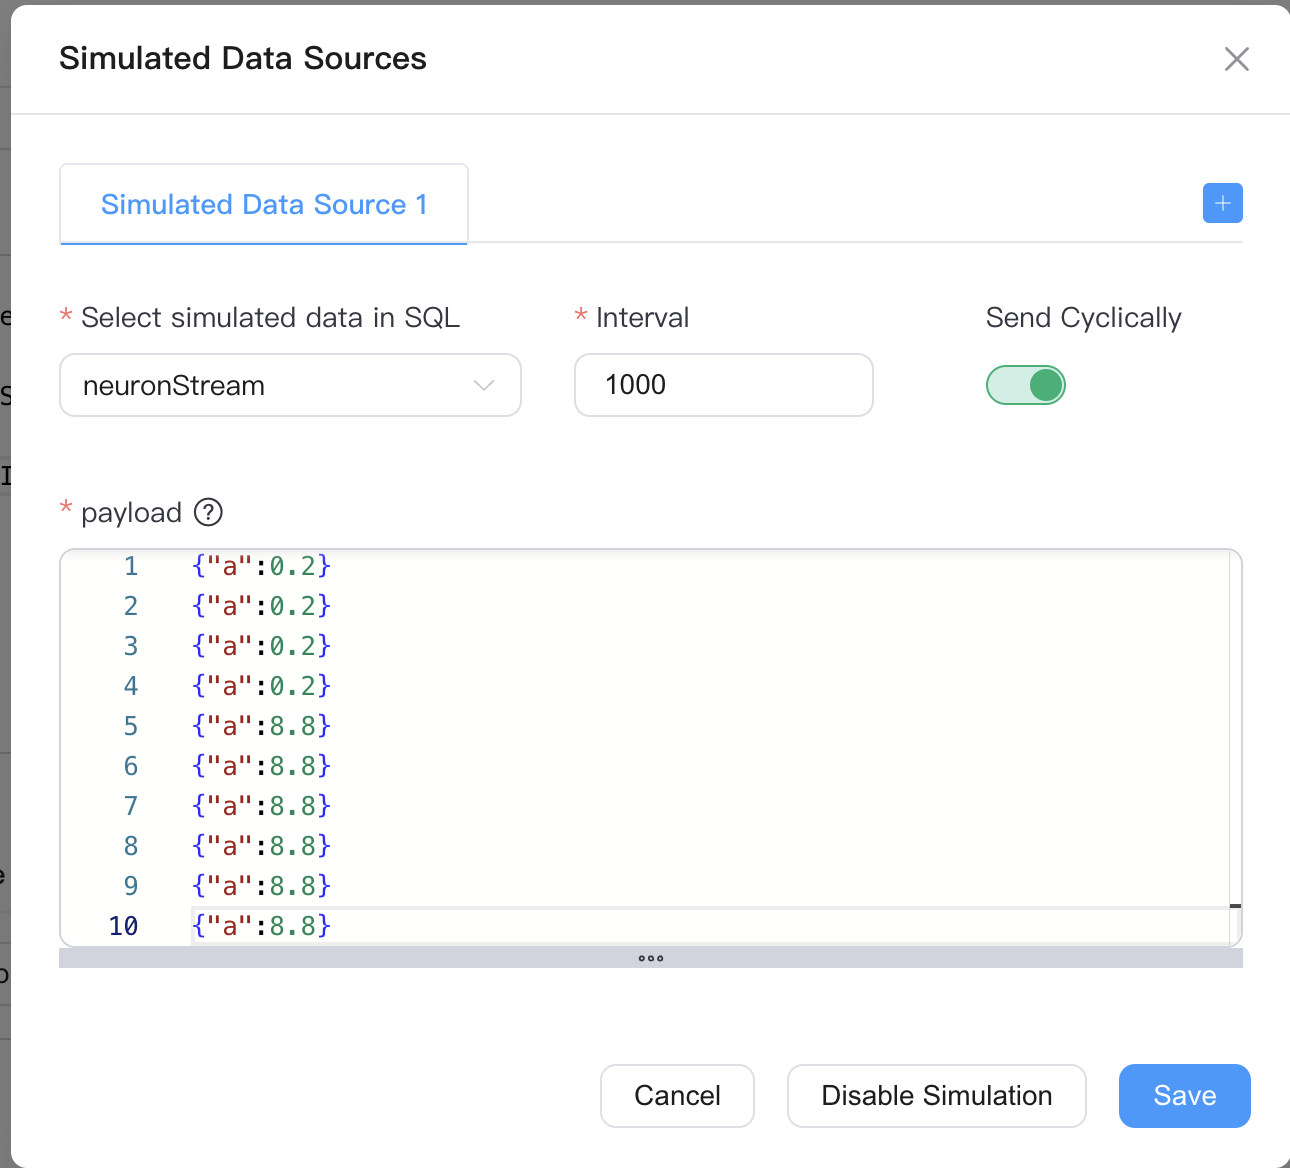 Simulated Data Sources
Simulated Data Source 1
* Select simulated data in SQL
* Interval
Send Cyclically
neuronStream
1000
* payload ?
1 {"a":0.2}
2 {"a":0.2}
3 {"a":0.2}
4 {"a":0.2}
5 {"a":8.8}
6 {"a":8.8}
7 {"a":8.8}
8 {"a":8.8}
9 {"a":8.8}
10 {"a":8.8}
Cancel
Disable Simulation
Save